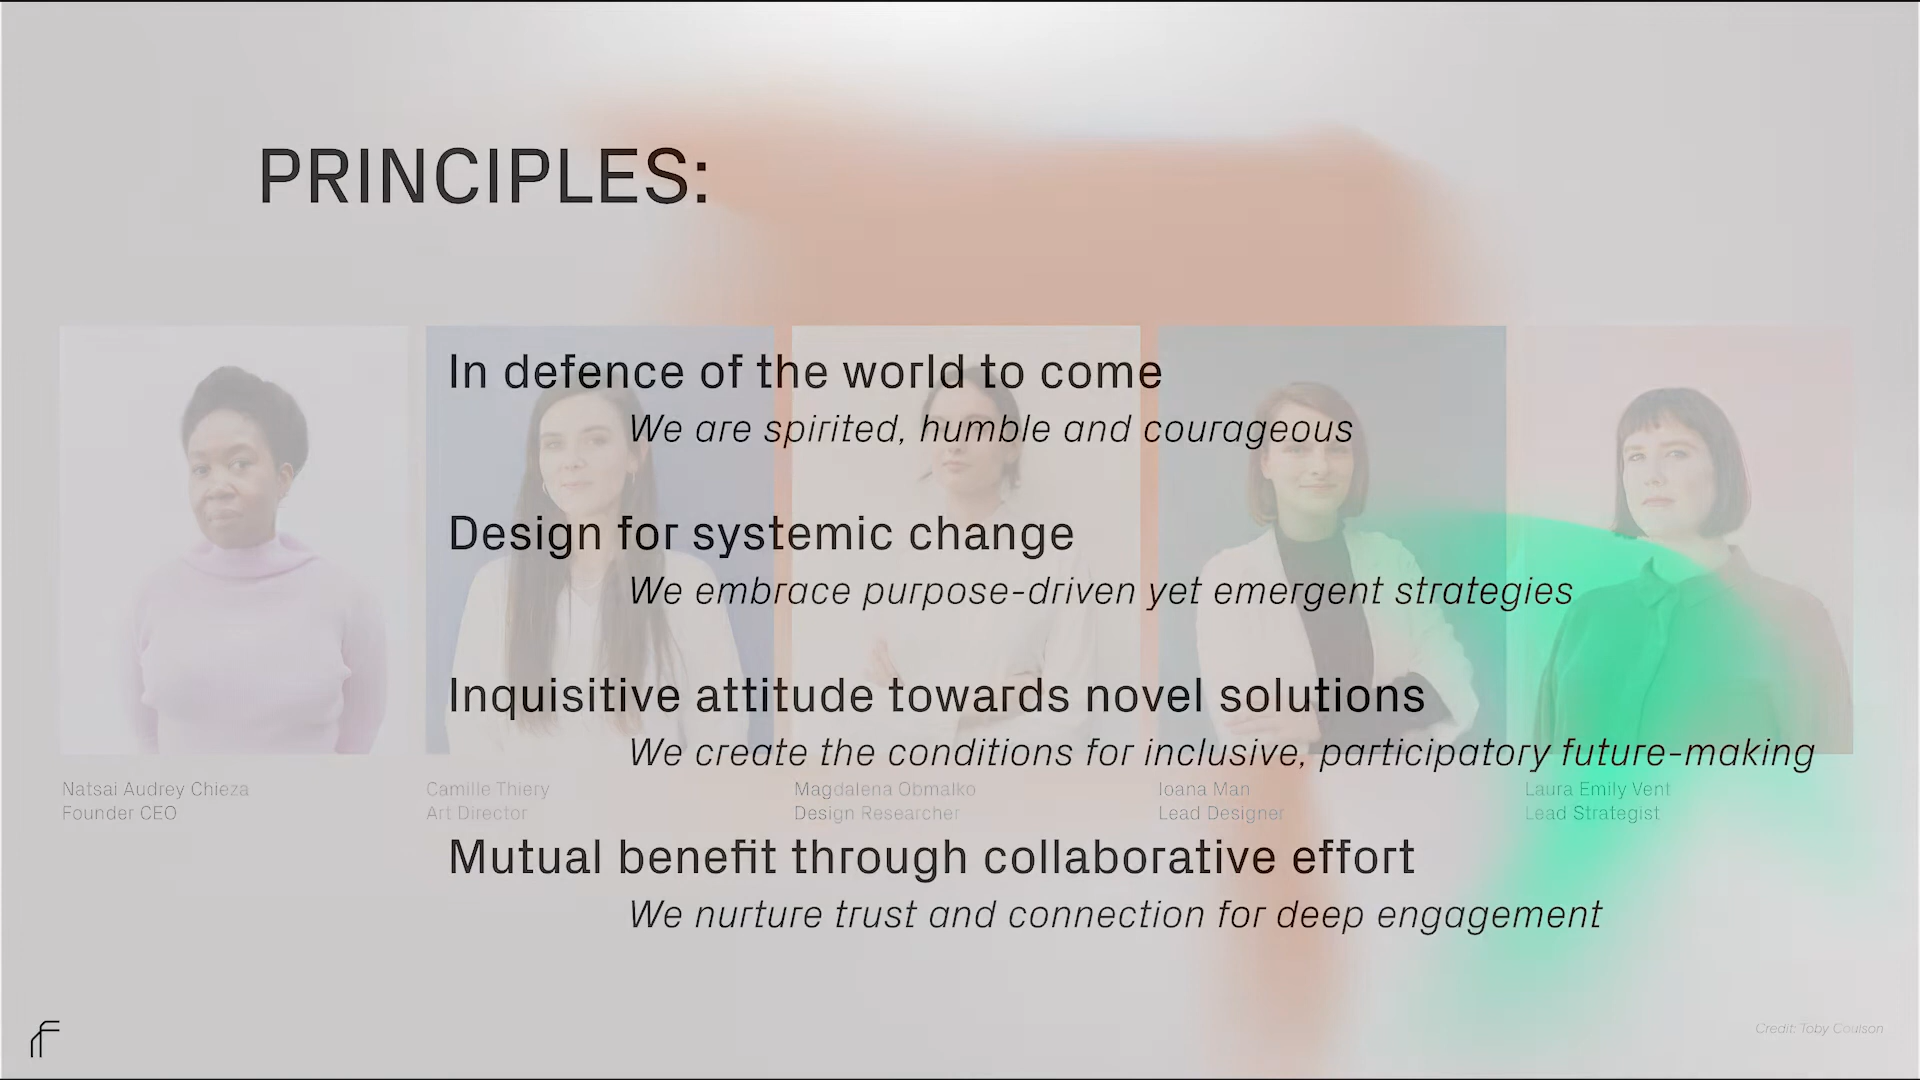 PRINCIPLES:
In defence of the world to come
We are spirited, humble and courageous
Design for systemic change
We embrace purpose-driven yet emergent strategies
Inquisitive attitude towards novel solutions
We create the conditions for inclusive, participatory future-making
Natsai Audrey Chieza
Founder CEO
Camille Thiery
Art Director
Magdalena Obmalko
Design Researcher
Ioana Man
Lead Designer
Laura Emily Vent
Lead Strategist
Mutual benefit through collaborative effort
We nurture trust and connection for deep engagement
Credit: Toby Coulson